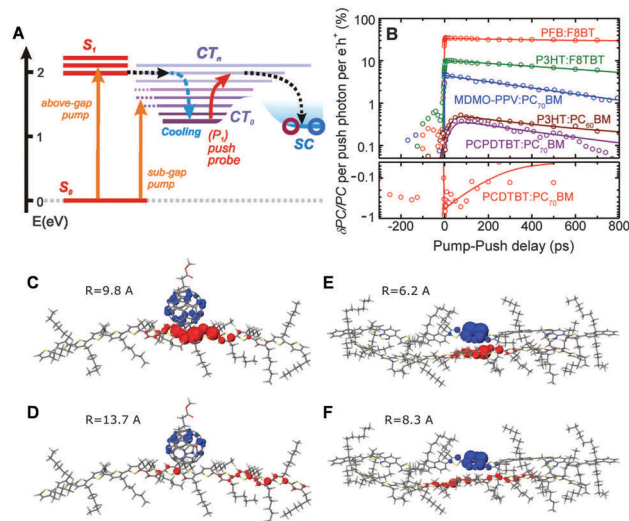 A
S₁
CTₙ
2
above-gap
pump
Cooling
CT₀
(P₁)
push
probe
SC
1
sub-gap
pump
S₀
0
E(eV)
B
δPC/PC per push photon per e⁻h⁺ (%)
PFB:F8BT
10
P3HT:F8TBT
MDMO-PPV:PC₇₀BM
1
P3HT:PC₆₀BM
PCPDTBT:PC₇₀BM
0.1
-0.1
PCDTBT:PC₇₀BM
-1
-200 0 200 400 600 800
Pump-Push delay (ps)
C
R=9.8 A
E
R=6.2 A
D
R=13.7 A
F
R=8.3 A